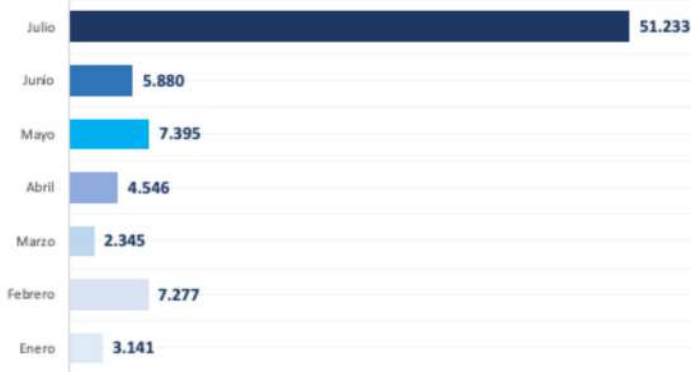 Julio 51.233
Junio 5.880
Mayo 7.395
Abril 4.546
Marzo 2.345
Febrero 7.277
Enero 3.141